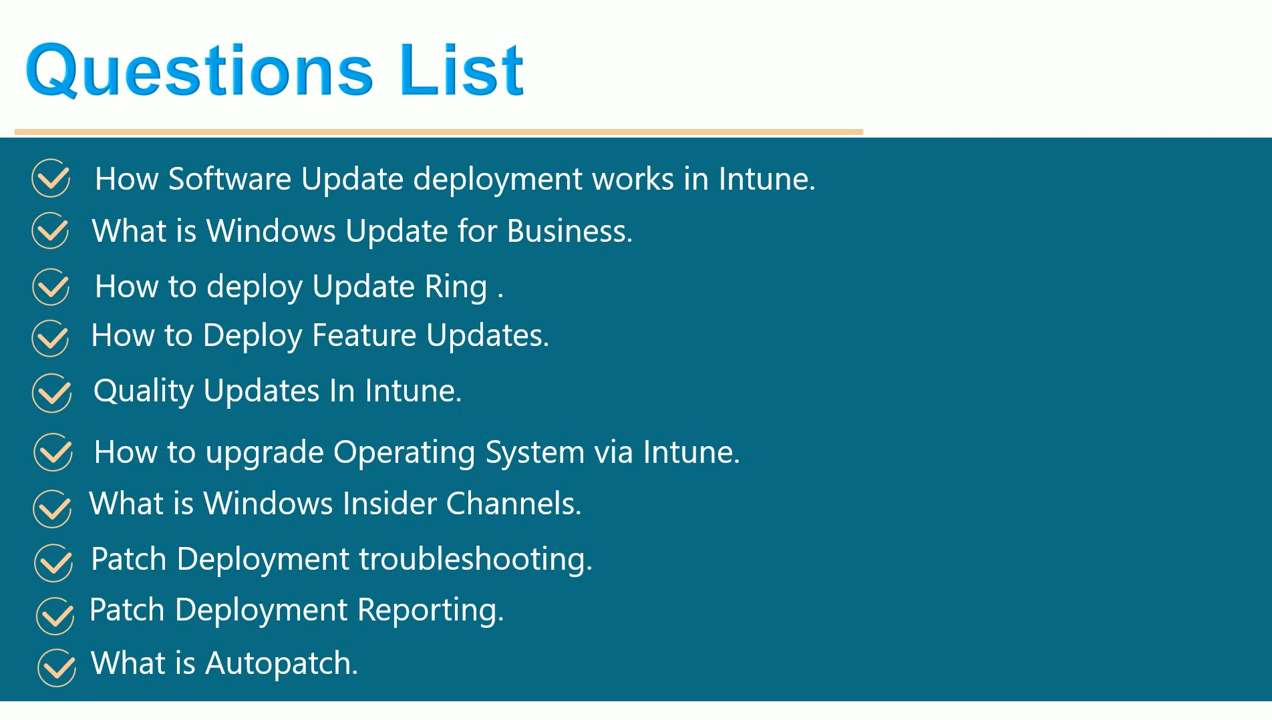 Questions List
How Software Update deployment works in Intune.
What is Windows Update for Business.
How to deploy Update Ring .
How to Deploy Feature Updates.
Quality Updates In Intune.
How to upgrade Operating System via Intune.
What is Windows Insider Channels.
Patch Deployment troubleshooting.
Patch Deployment Reporting.
What is Autopatch.